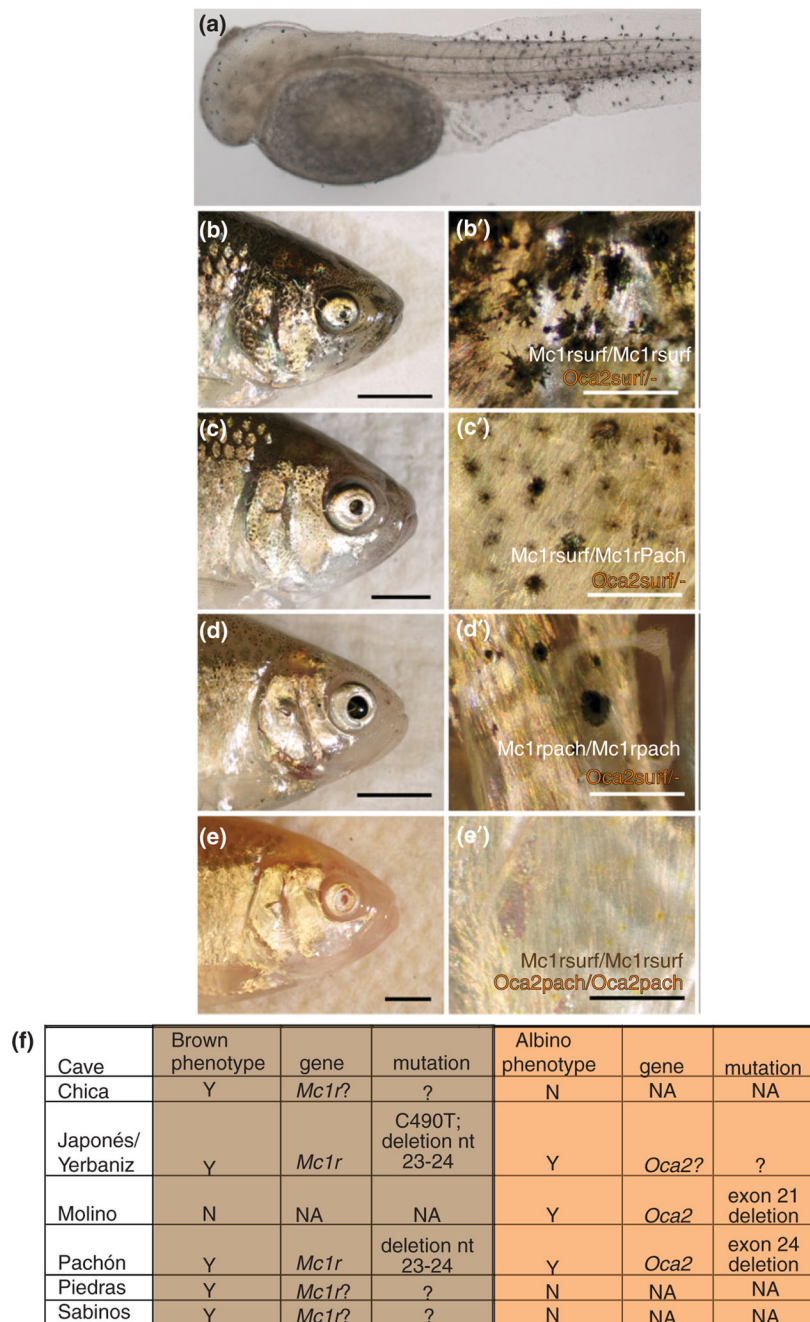 (a)
(b)
(b′)
Mc1rsurf/Mc1rsurf
Oca2surf/-
(c)
(c′)
Mc1rsurf/Mc1rPach
Oca2surf/-
(d)
(d′)
Mc1rpach/Mc1rpach
Oca2surf/-
(e)
(e′)
Mc1rsurf/Mc1rsurf
Oca2pach/Oca2pach
(f)
Cave Brown phenotype gene mutation Albino phenotype gene mutation
Chica Y Mc1r? ? N NA NA
Japonés/ Yerbaniz Y Mc1r C490T; deletion nt 23-24 Y Oca2? ?
Molino N NA NA Y Oca2 exon 21 deletion
Pachón Y Mc1r deletion nt 23-24 Y Oca2 exon 24 deletion
Piedras Y Mc1r? ? N NA NA
Sabinos Y Mc1r? ? N NA NA